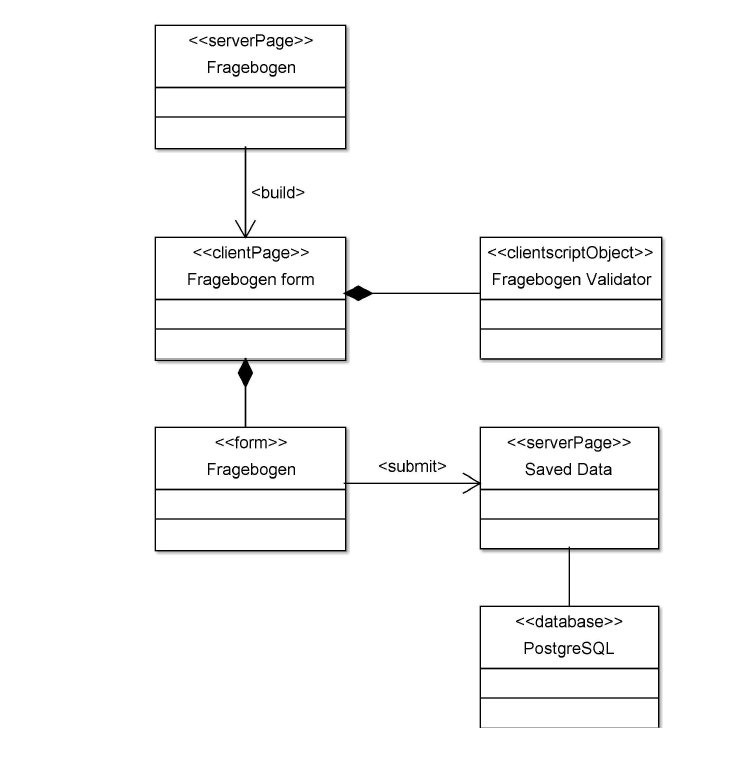 <<serverPage>>
Fragebogen
<build>
<<clientPage>>
Fragebogen form
<<clientscriptObject>>
Fragebogen Validator
<<form>>
Fragebogen
<submit>
<<serverPage>>
Saved Data
<<database>>
PostgreSQL